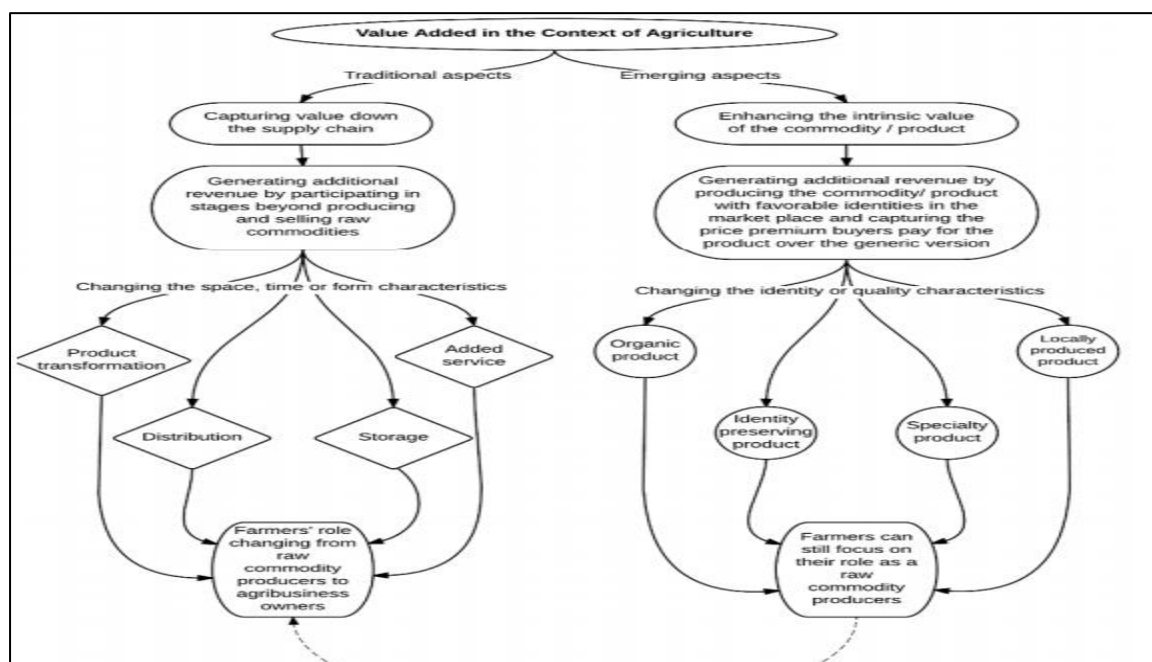 Value Added in the Context of Agriculture
Traditional aspects
Emerging aspects
Capturing value down
the supply chain
Enhancing the intrinsic value
of the commodity / product
Generating additional
revenue by participating in
stages beyond producing
and selling raw
commodities
Generating additional revenue by
producing the commodity/ product
with favorable identities in the
market place and capturing the
price premium buyers pay for the
product over the generic version
Changing the space, time or form characteristics
Changing the identity or quality characteristics
Product
transformation
Added
service
Distribution
Storage
Organic
product
Locally
produced
product
Identity
preserving
product
Specialty
product
Farmers' role
changing from
raw
commodity
producers to
agribusiness
owners
Farmers can
still focus on
their role as a
raw
commodity
producers